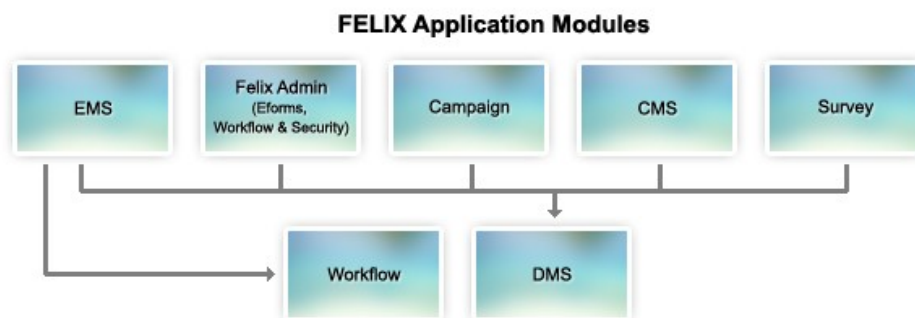 FELIX Application Modules
EMS
Felix Admin
(Eforms,
Workflow & Security)
Campaign
CMS
Survey
Workflow
DMS